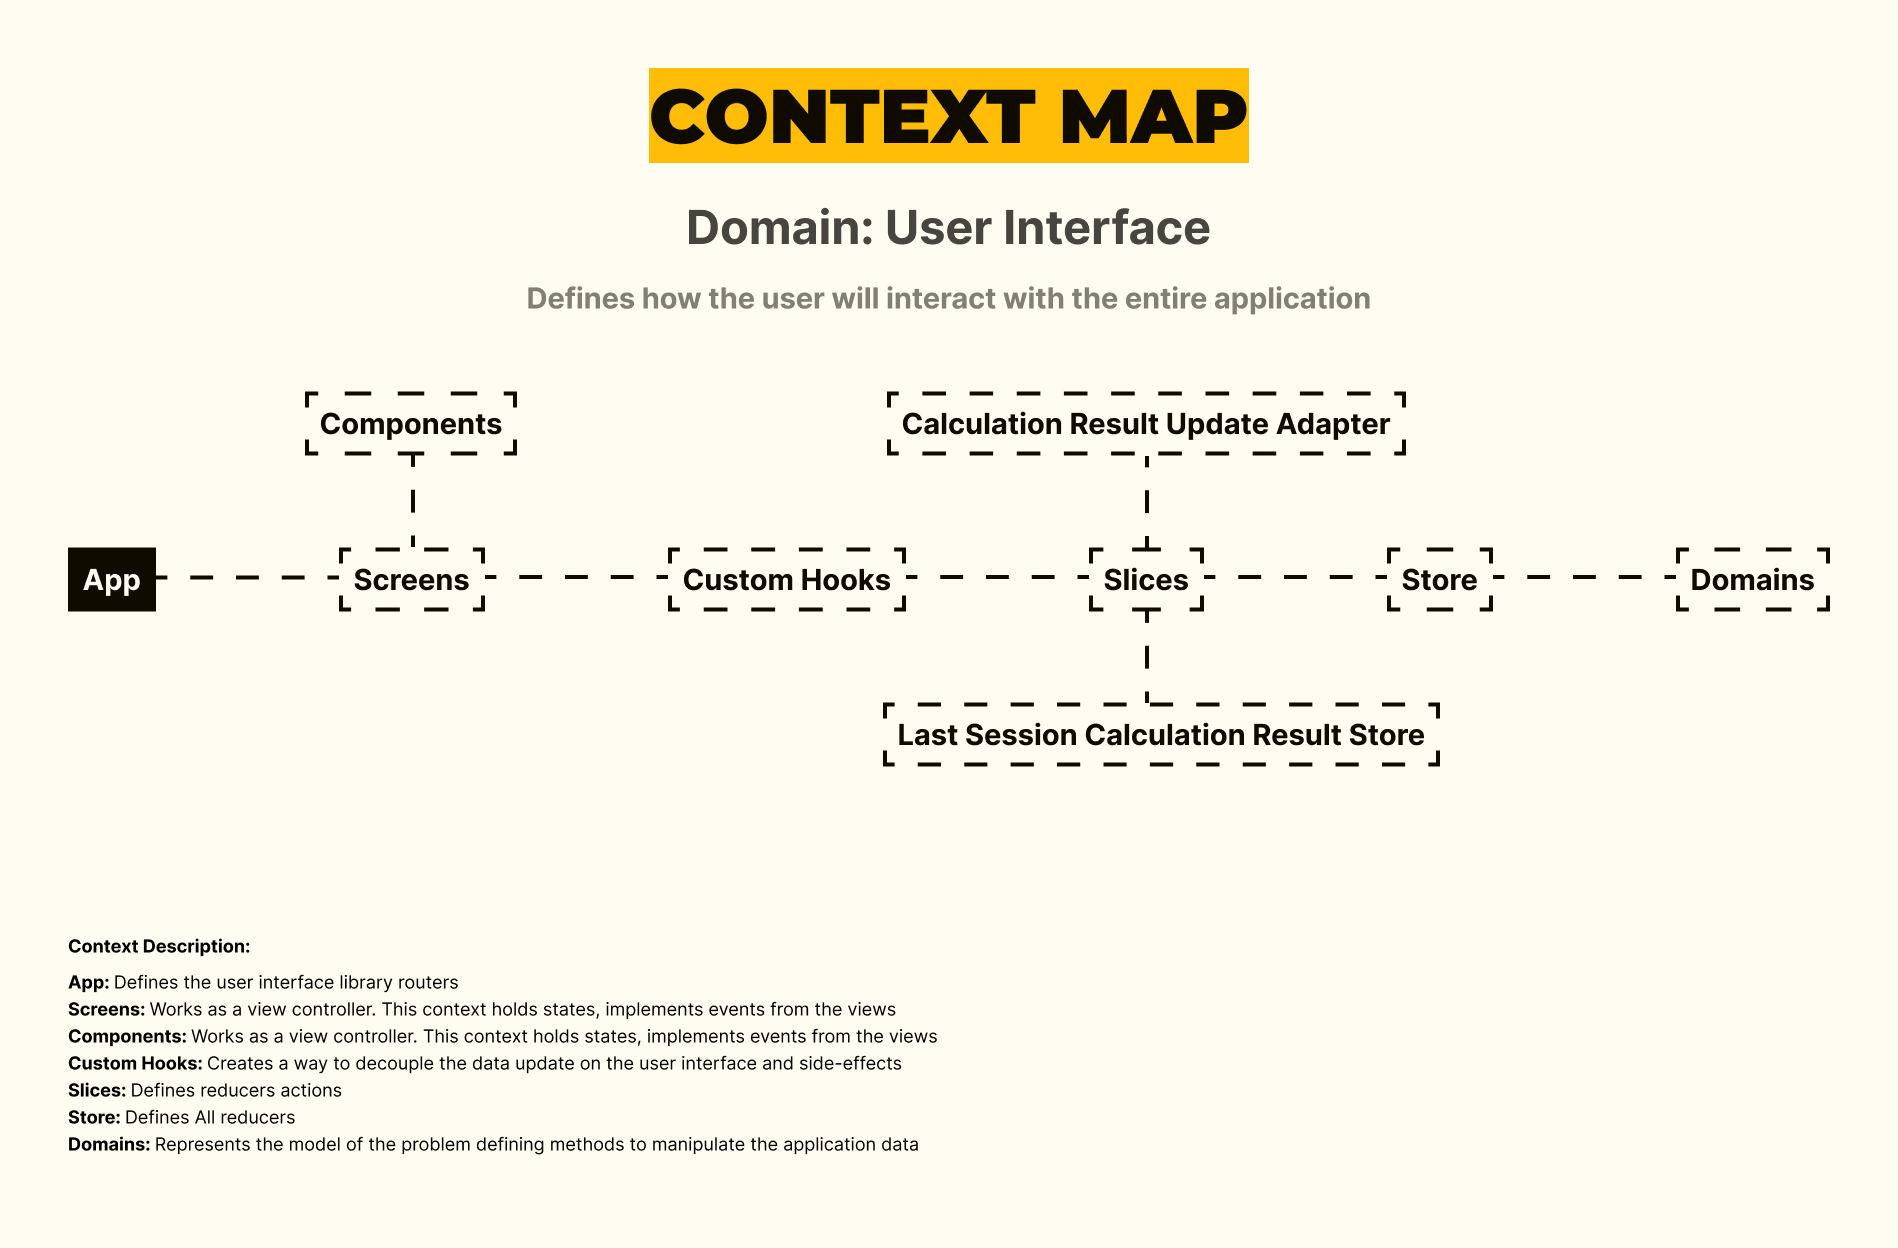 CONTEXT MAP
Domain: User Interface
Defines how the user will interact with the entire application
Components
Calculation Result Update Adapter
App
Screens
Custom Hooks
Slices
Store
Domains
Last Session Calculation Result Store
Context Description:
App: Defines the user interface library routers
Screens: Works as a view controller. This context holds states, implements events from the views
Components: Works as a view controller. This context holds states, implements events from the views
Custom Hooks: Creates a way to decouple the data update on the user interface and side-effects
Slices: Defines reducers actions
Store: Defines All reducers
Domains: Represents the model of the problem defining methods to manipulate the application data